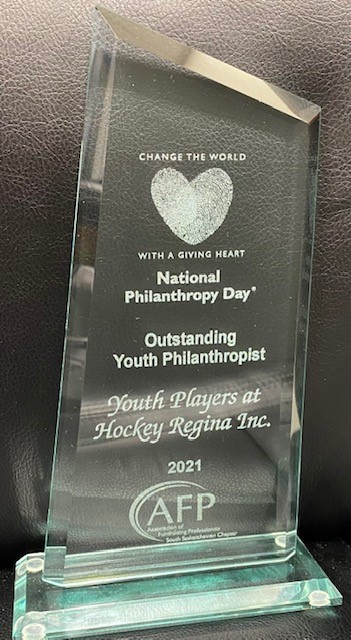 CHANGE THE WORLD
WITH A GIVING HEART
National
Philanthropy Day®
Outstanding
Youth Philanthropist
Youth Players at
Hockey Regina Inc.
2021
AFP
Association of
Fundraising Professionals
South Saskatchewan Chapter